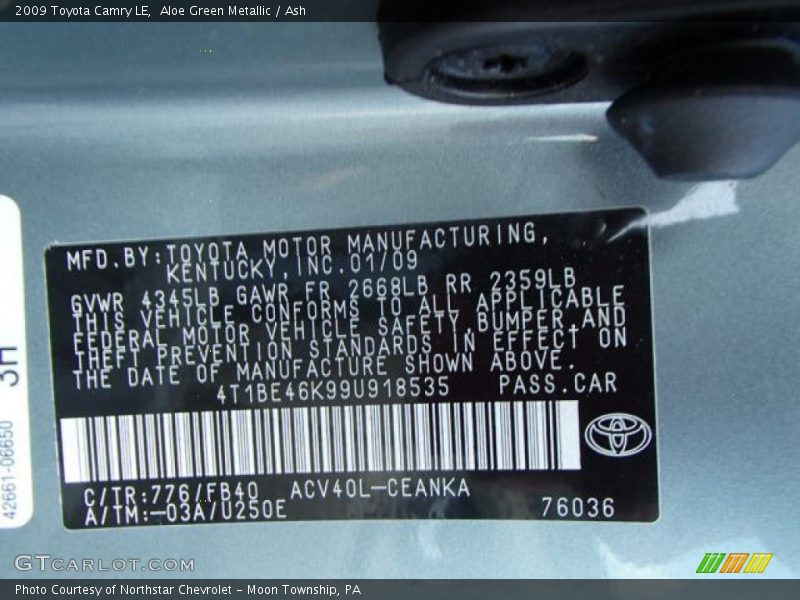 2009 Toyota Camry LE,  Aloe Green Metallic / Ash
MFD.BY:TOYOTA MOTOR MANUFACTURING,
KENTUCKY,INC.01/09
GVWR 4345LB GAWR FR 2668LB RR 2359LB
THIS VEHICLE CONFORMS TO ALL APPLICABLE
FEDERAL MOTOR VEHICLE SAFETY,BUMPER,AND
THEFT PREVENTION STANDARDS IN EFFECT ON
THE DATE OF MANUFACTURE SHOWN ABOVE.
4T1BE46K99U918535 PASS.CAR
C/TR:776/FB40 ACV40L-CEANKA
A/TM:-03A/U250E 76036
3H
42661-06650
GTCARLOT.COM
Photo Courtesy of Northstar Chevrolet - Moon Township, PA